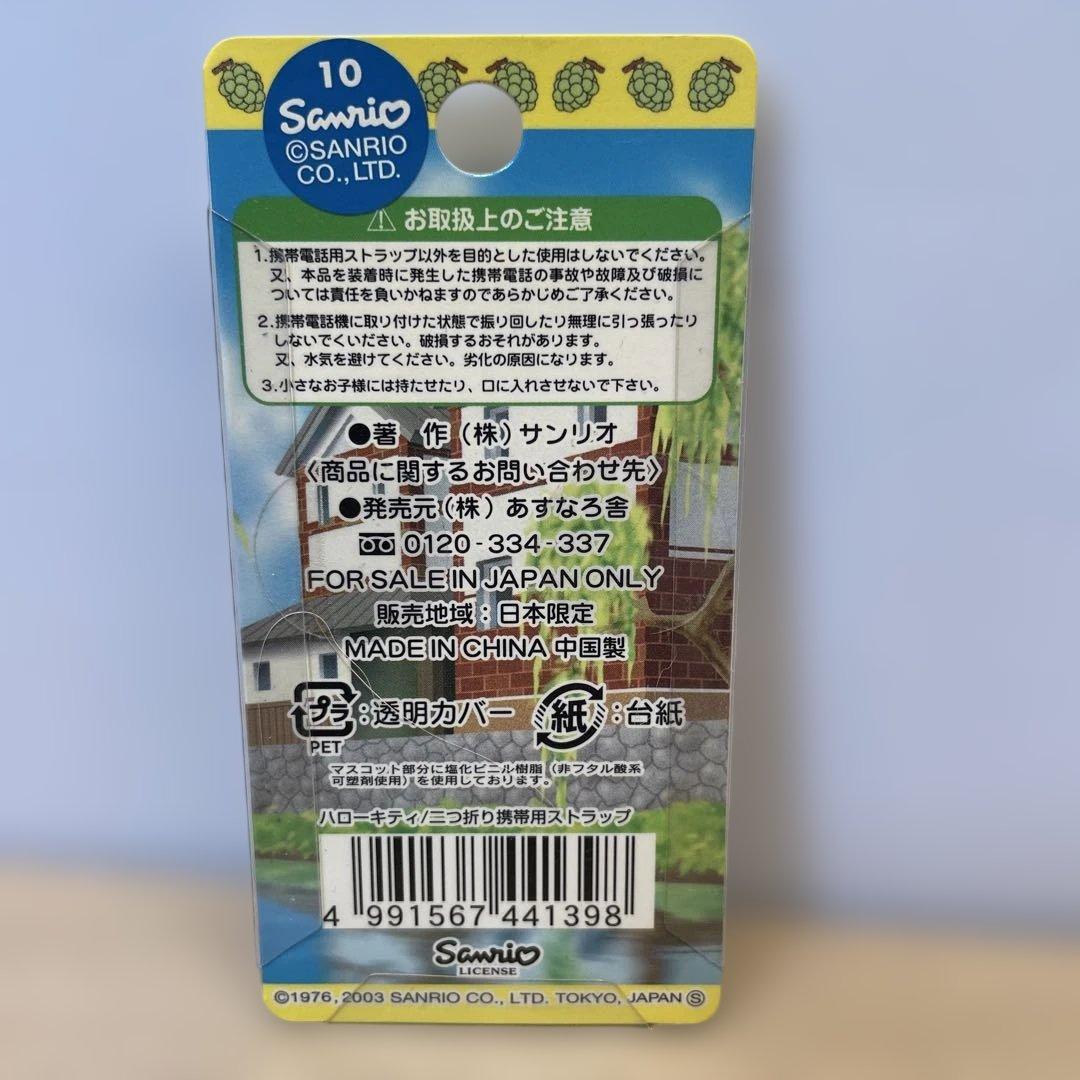 10
Sanrio
©SANRIO
CO., LTD.
⚠ お取扱上のご注意
1.携帯電話用ストラップ以外を目的とした使用はしないでください。
又、本品を装着時に発生した携帯電話の事故や故障及び破損に
ついては責任を負いかねますのであらかじめご了承ください。
2.携帯電話機に取り付けた状態で振り回したり無理に引っ張ったり
しないでくいださい。破損するおそれがあります。
又、水気を避けてください。劣化の原因になります。
3.小さなお子様には持たせたり、口に入れさせないで下さい。
●著 作(株)サンリオ
〈商品に関するお問い合わせ先〉
●発売元(株)あすなろ舎
0120-334-337
FOR SALE IN JAPAN ONLY
販売地域:日本限定
MADE IN CHINA 中国製
プラ:透明カバー 紙:台紙
PET
マスコット部分に塩化ビニル樹脂(非フタル酸系
可塑剤使用)を使用しております。
ハローキティ/二つ折り携帯用ストラップ
4 991567 441398
Sanrio
LICENSE
©1976, 2003 SANRIO CO., LTD. TOKYO, JAPAN Ⓢ